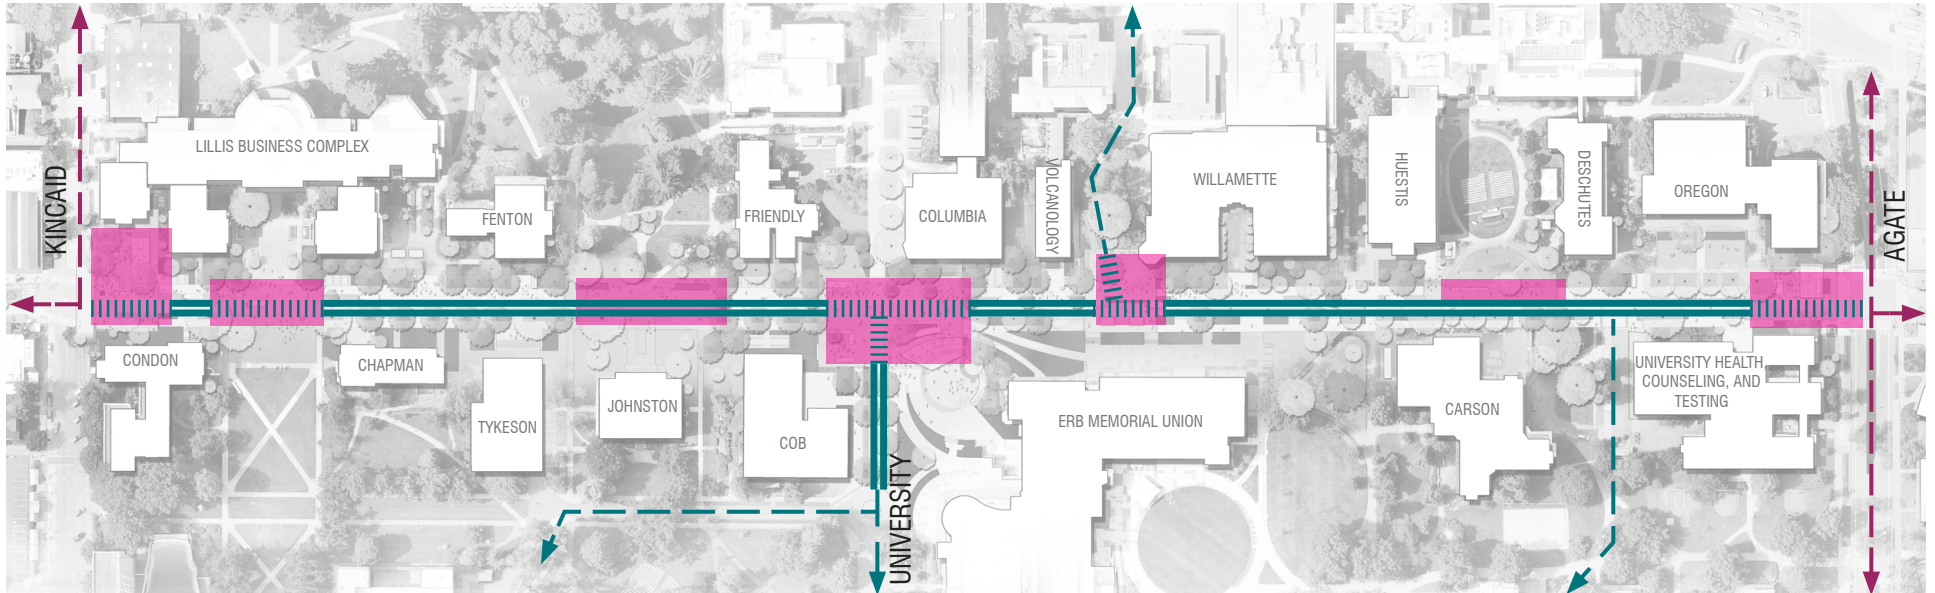 KINCAID
LILLIS BUSINESS COMPLEX
FENTON
FRIENDLY
COLUMBIA
VOLCANOLOGY
WILLAMETTE
HUESTIS
DESCHUTES
OREGON
AGATE
CONDON
CHAPMAN
TYKESON
JOHNSTON
COB
UNIVERSITY
ERB MEMORIAL UNION
CARSON
UNIVERSITY HEALTH
COUNSELING, AND
TESTING